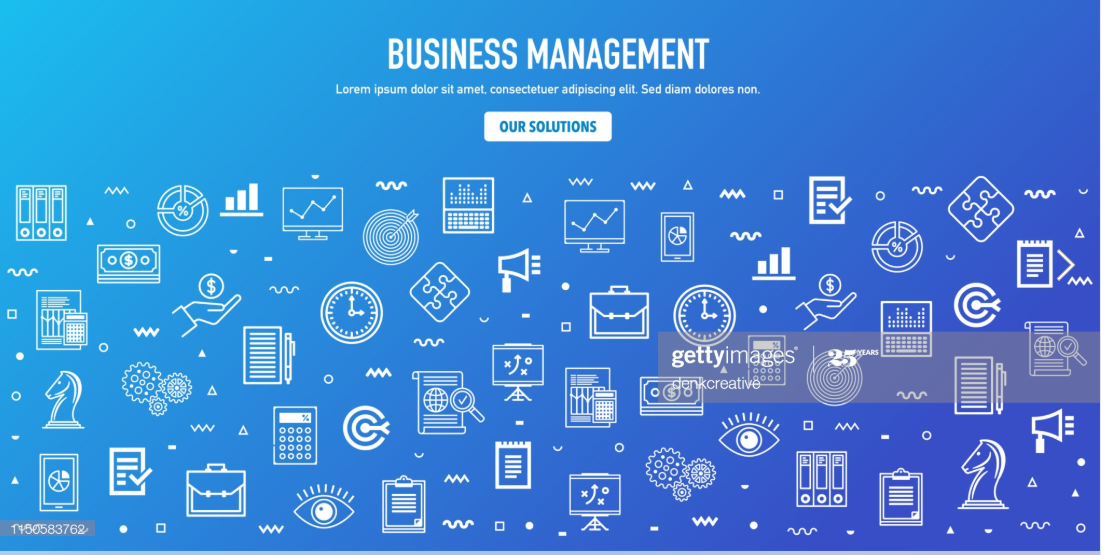 BUSINESS MANAGEMENT
Lorem ipsum dolor sit amet, consectetuer adipiscing elit. Sed diam dolores non.
OUR SOLUTIONS
gettyimages® | 25 YEARS
denkcreative
1150583762